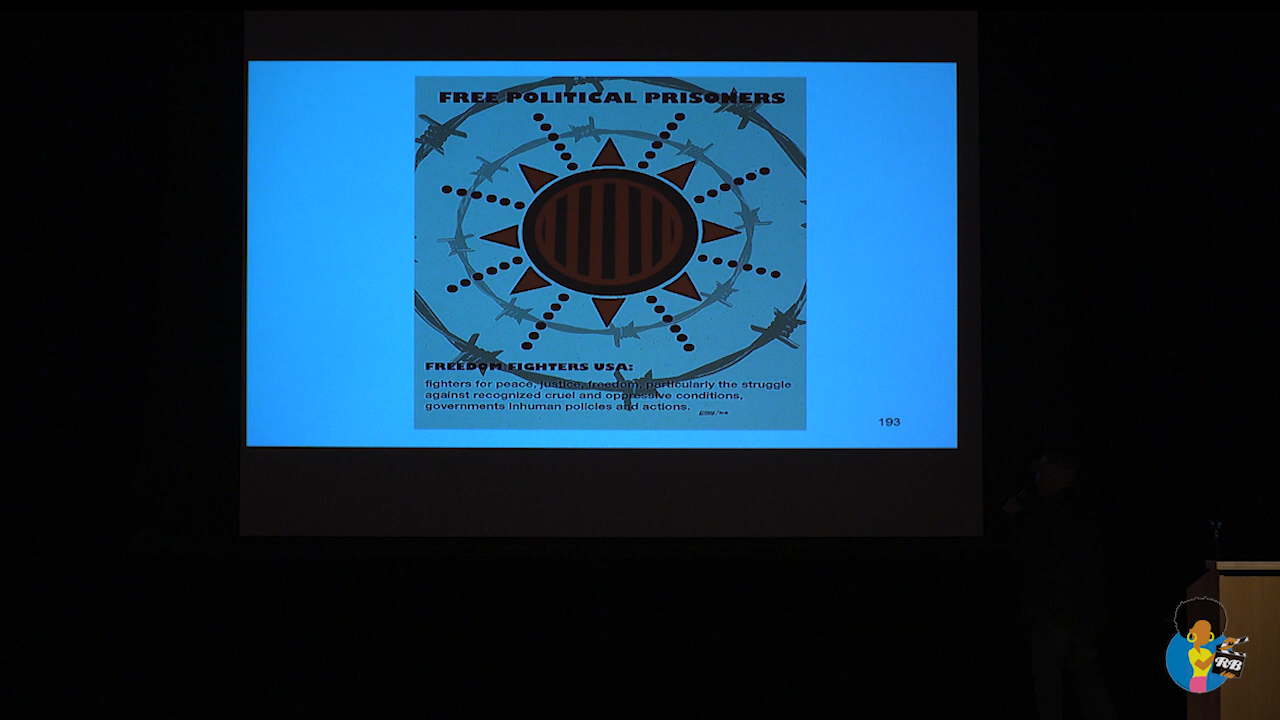 FREE POLITICAL PRISONERS
FREEDOM FIGHTERS USA:
fighters for peace, justice, freedom, particularly the struggle
against recognized cruel and oppressive conditions,
governments inhuman policies and actions.
193
RB